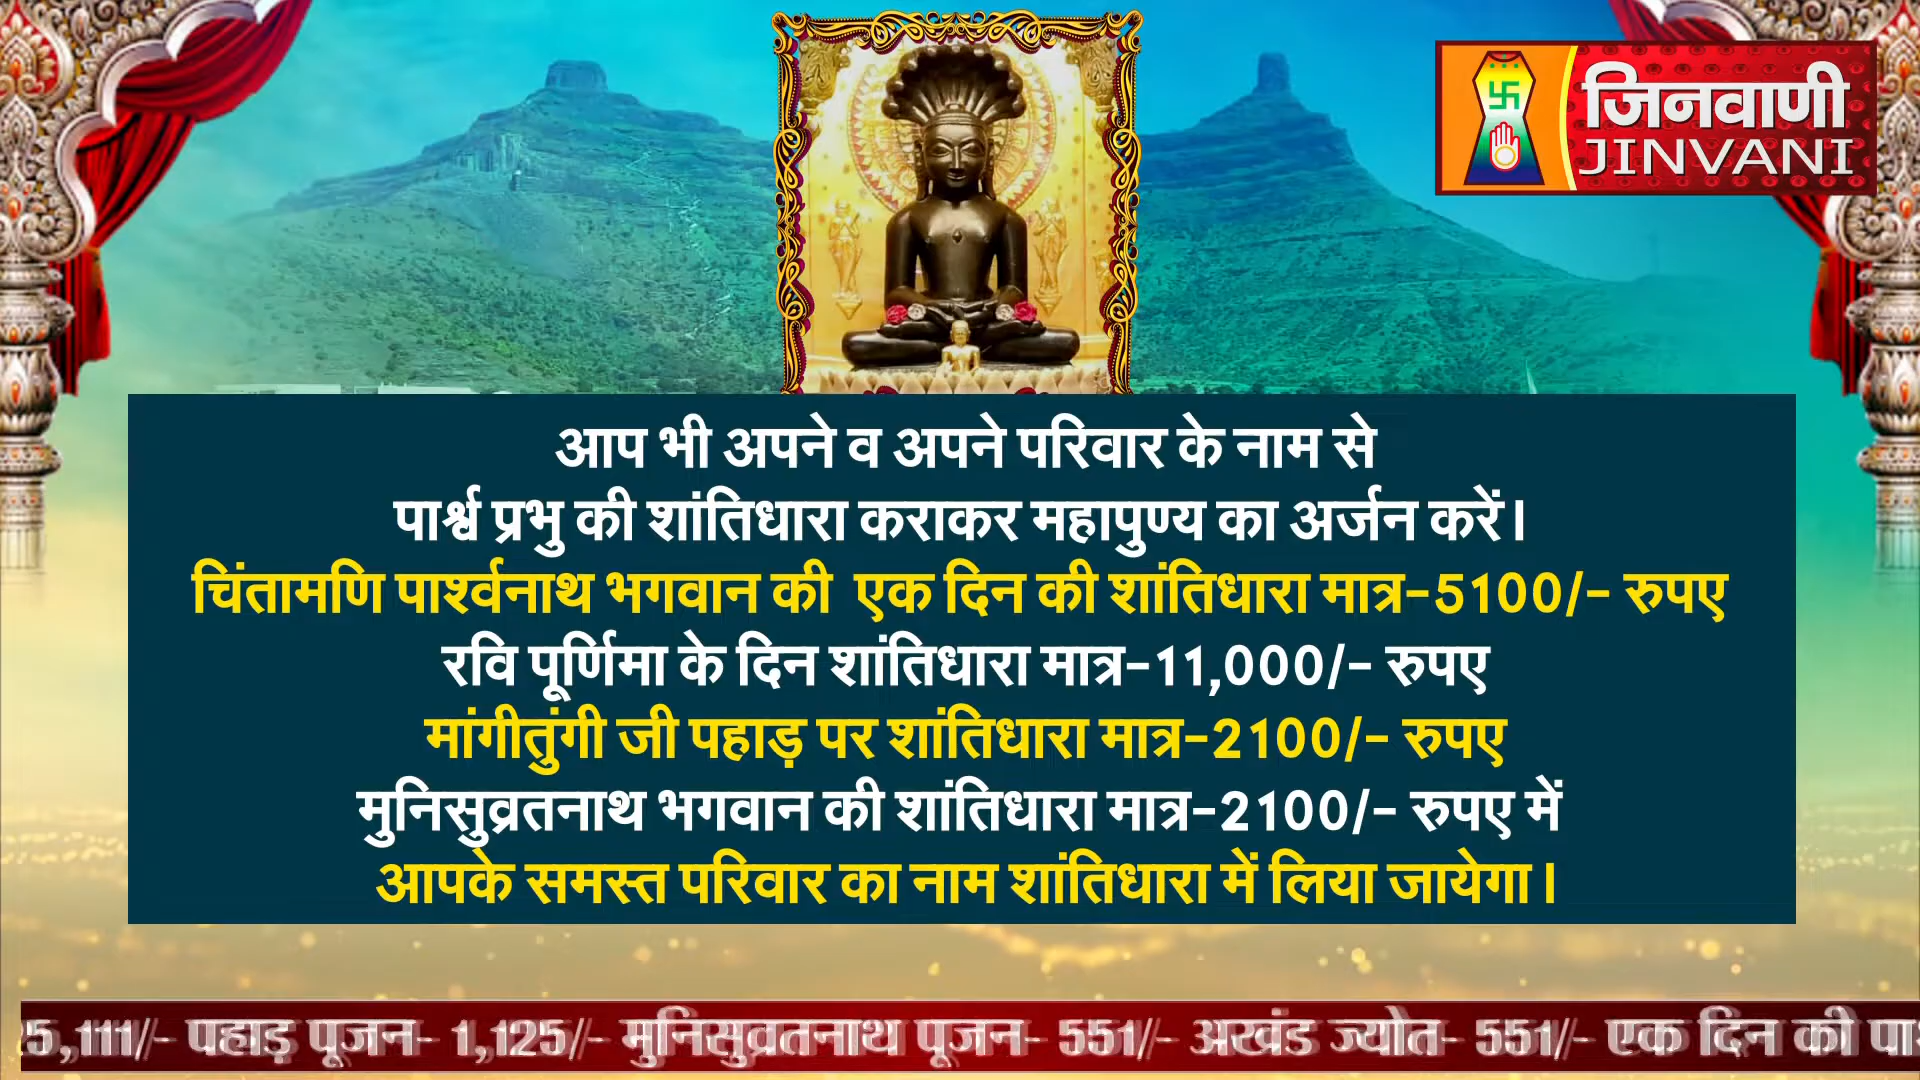 जिनवाणी
JINVANI
आप भी अपने व अपने परिवार के नाम से
पार्श्व प्रभु की शांतिधारा कराकर महापुण्य का अर्जन करें।
चिंतामणि पार्श्वनाथ भगवान की एक दिन की शांतिधारा मात्र-5100/- रुपए
रवि पूर्णिमा के दिन शांतिधारा मात्र-11,000/- रुपए
मांगीतुंगी जी पहाड़ पर शांतिधारा मात्र-2100/- रुपए
मुनिसुव्रतनाथ भगवान की शांतिधारा मात्र-2100/- रुपए में
आपके समस्त परिवार का नाम शांतिधारा में लिया जायेगा।
5,111/- पहाड़ पूजन- 1,125/- मुनिसुव्रतनाथ पूजन- 551/- अखंड ज्योत- 551/- एक दिन की